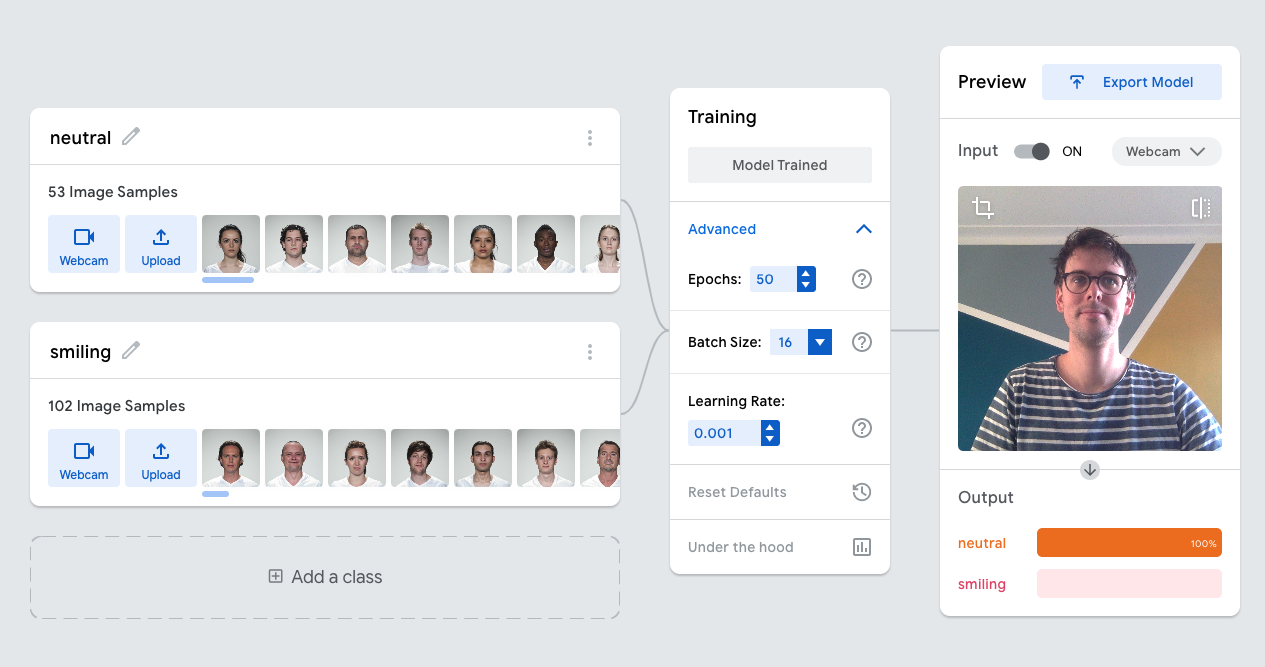 neutral
53 Image Samples
Webcam
Upload
smiling
102 Image Samples
Webcam
Upload
Add a class
Training
Model Trained
Advanced
Epochs: 50
Batch Size: 16
Learning Rate:
0.001
Reset Defaults
Under the hood
Preview
Export Model
Input ON Webcam
Output
neutral 100%
smiling